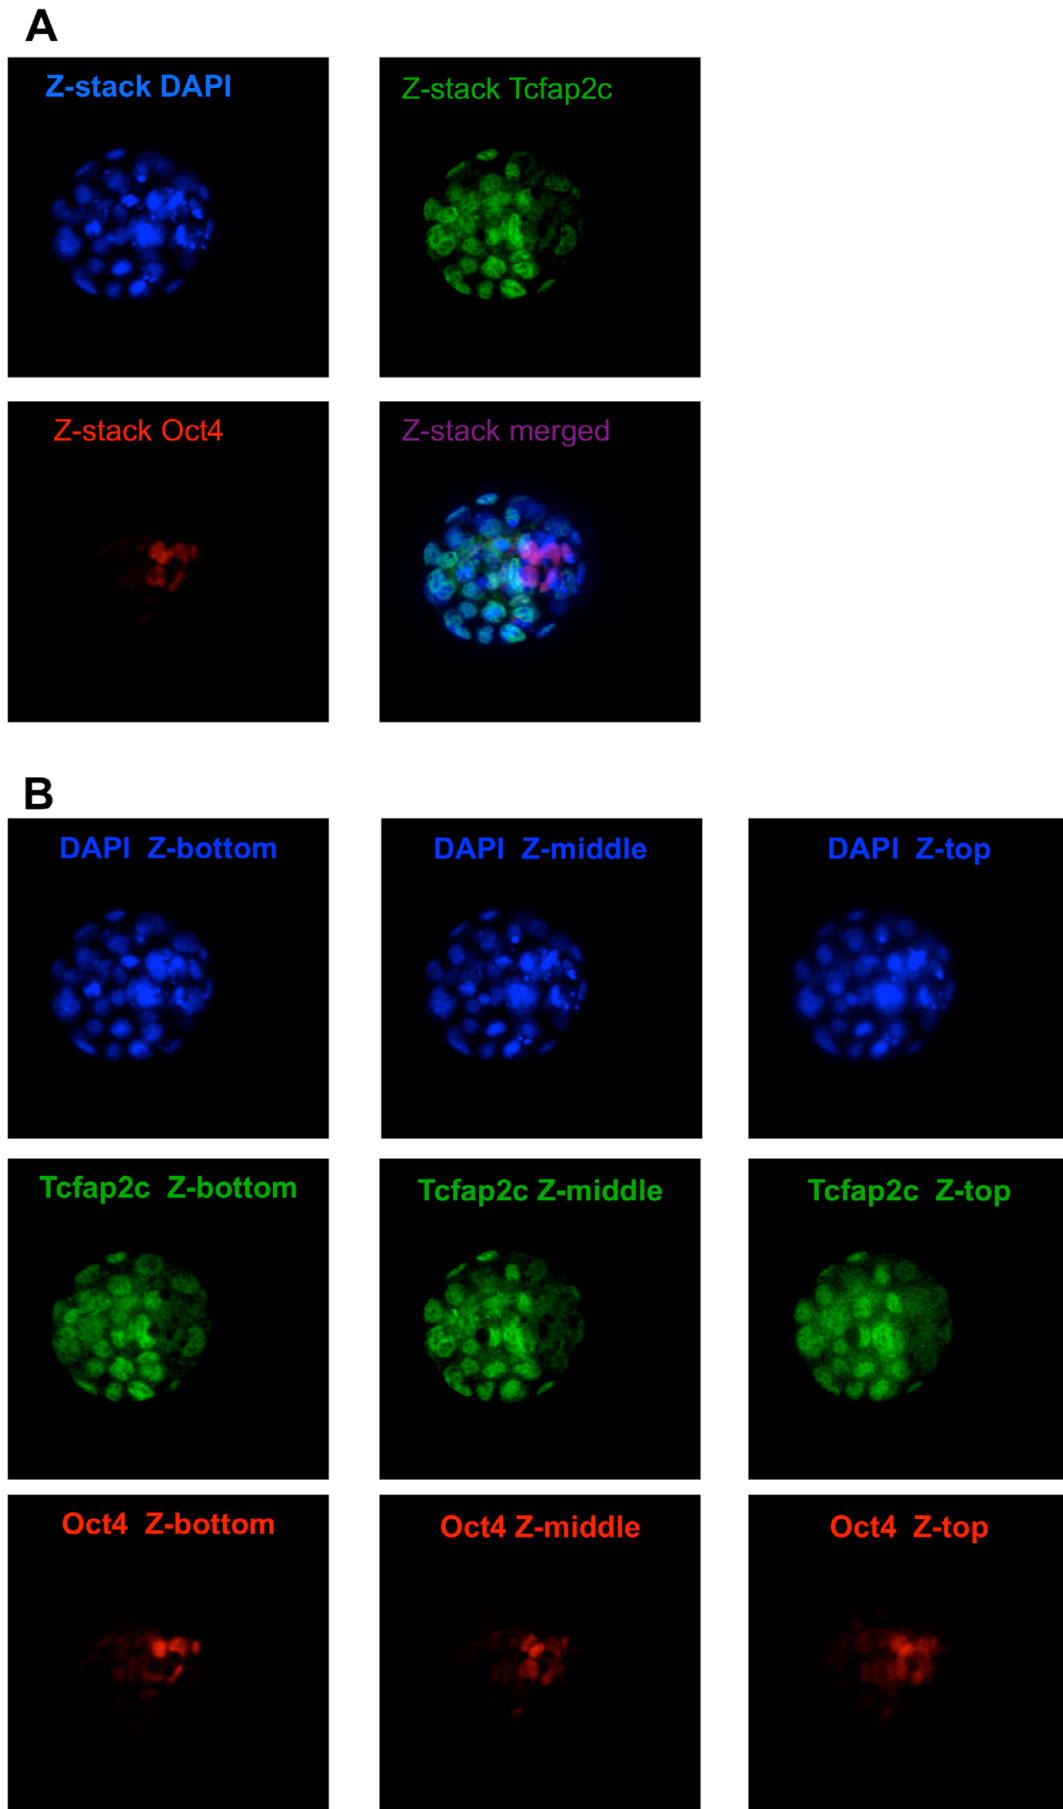 A
Z-stack DAPI
Z-stack Tcfap2c
Z-stack Oct4
Z-stack merged
B
DAPI Z-bottom
DAPI Z-middle
DAPI Z-top
Tcfap2c Z-bottom
Tcfap2c Z-middle
Tcfap2c Z-top
Oct4 Z-bottom
Oct4 Z-middle
Oct4 Z-top